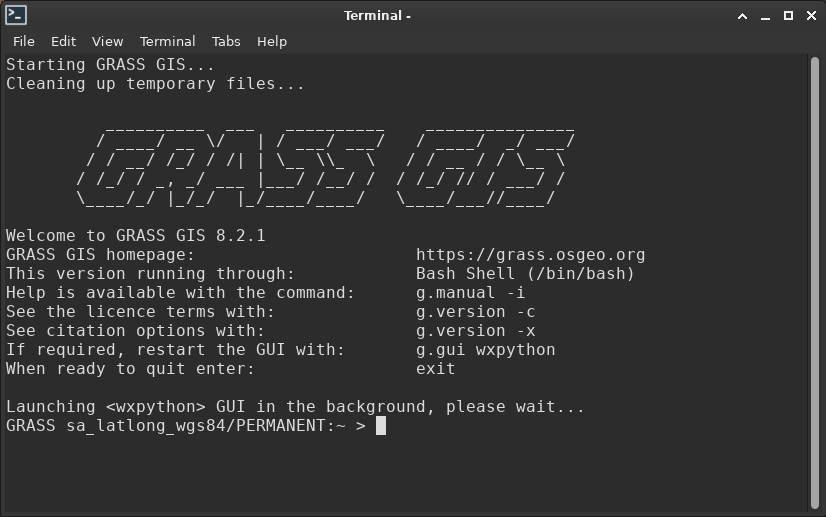 Terminal -
File Edit View Terminal Tabs Help
Starting GRASS GIS...
Cleaning up temporary files...
GRASS GIS
Welcome to GRASS GIS 8.2.1
GRASS GIS homepage: https://grass.osgeo.org
This version running through: Bash Shell (/bin/bash)
Help is available with the command: g.manual -i
See the licence terms with: g.version -c
See citation options with: g.version -x
If required, restart the GUI with: g.gui wxpython
When ready to quit enter: exit
Launching <wxpython> GUI in the background, please wait...
GRASS sa_latlong_wgs84/PERMANENT:~ >